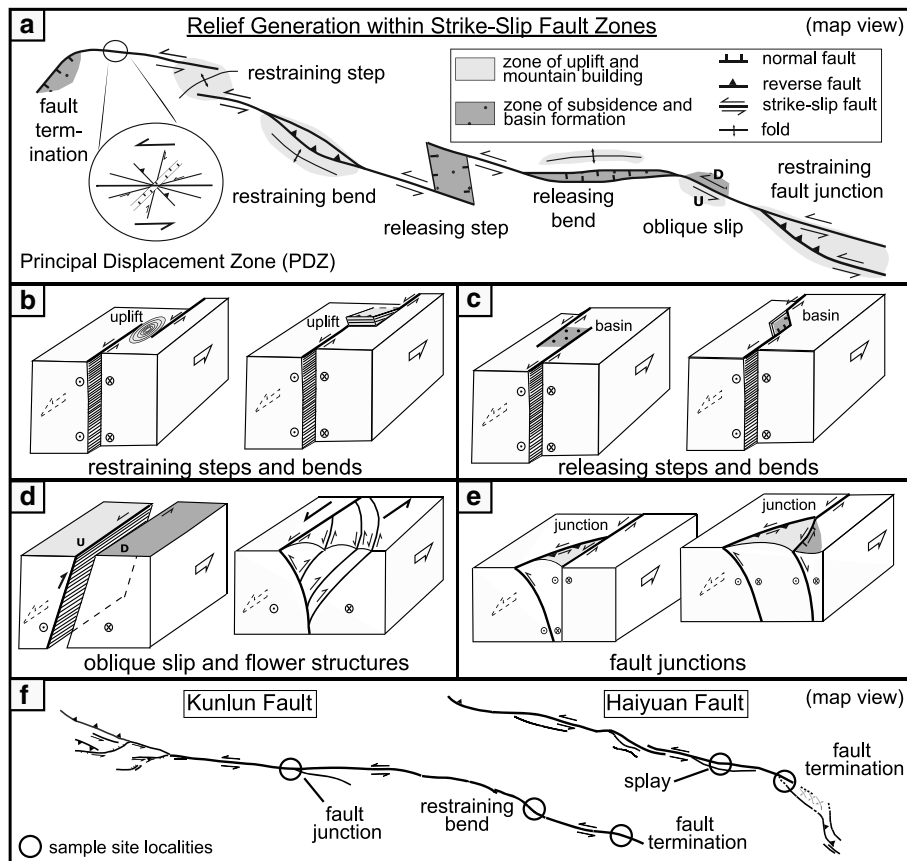 a
Relief Generation within Strike-Slip Fault Zones
(map view)
restraining step
fault
term-
ination
zone of uplift and
mountain building
zone of subsidence and
basin formation
normal fault
reverse fault
strike-slip fault
fold
restraining bend
releasing step
releasing
bend
D
U
oblique slip
restraining
fault junction
Principal Displacement Zone (PDZ)
b
uplift
uplift
restraining steps and bends
c
basin
basin
releasing steps and bends
d
U
D
oblique slip and flower structures
e
junction
junction
fault junctions
f
Kunlun Fault
Haiyuan Fault
(map view)
fault
junction
restraining
bend
fault
termination
splay
fault
termination
sample site localities